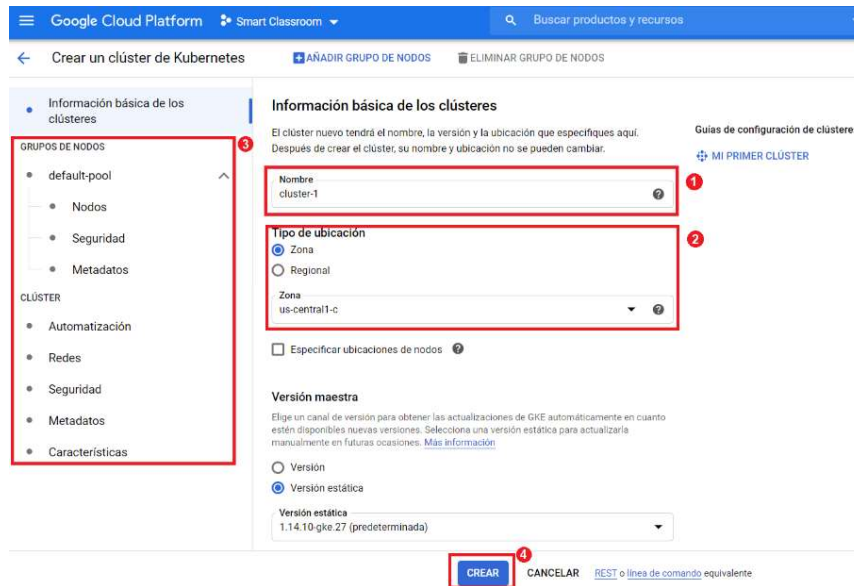 Google Cloud Platform
Smart Classroom
Buscar productos y recursos
Crear un clúster de Kubernetes
AÑADIR GRUPO DE NODOS
ELIMINAR GRUPO DE NODOS
Información básica de los
clústeres
GRUPOS DE NODOS
3
default-pool
Nodos
Seguridad
Metadatos
CLÚSTER
Automatización
Redes
Seguridad
Metadatos
Características
Información básica de los clústeres
El clúster nuevo tendrá el nombre, la versión y la ubicación que especifiques aquí.
Después de crear el clúster, su nombre y ubicación no se pueden cambiar.
Nombre
cluster-1
1
Tipo de ubicación
2
Zona
Regional
Zona
us-central1-c
Especificar ubicaciones de nodos
Versión maestra
Elige un canal de versión para obtener las actualizaciones de GKE automáticamente en cuanto
estén disponibles nuevas versiones. Selecciona una versión estática para actualizarla
manualmente en futuras ocasiones. Más información
Versión
Versión estática
Versión estática
1.14.10-gke.27 (predeterminada)
Guías de configuración de clústere
MI PRIMER CLÚSTER
4
CREAR
CANCELAR
REST o línea de comando equivalente